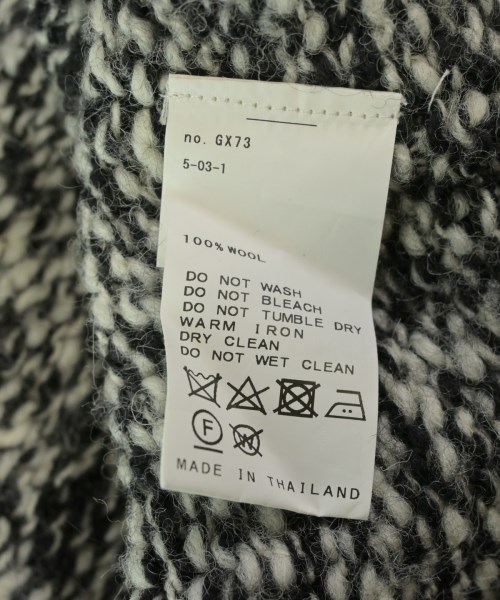 no. GX73
5-03-1
100% WOOL
DO NOT WASH
DO NOT BLEACH
DO NOT TUMBLE DRY
WARM IRON
DRY CLEAN
DO NOT WET CLEAN
F W
MADE IN THAILAND